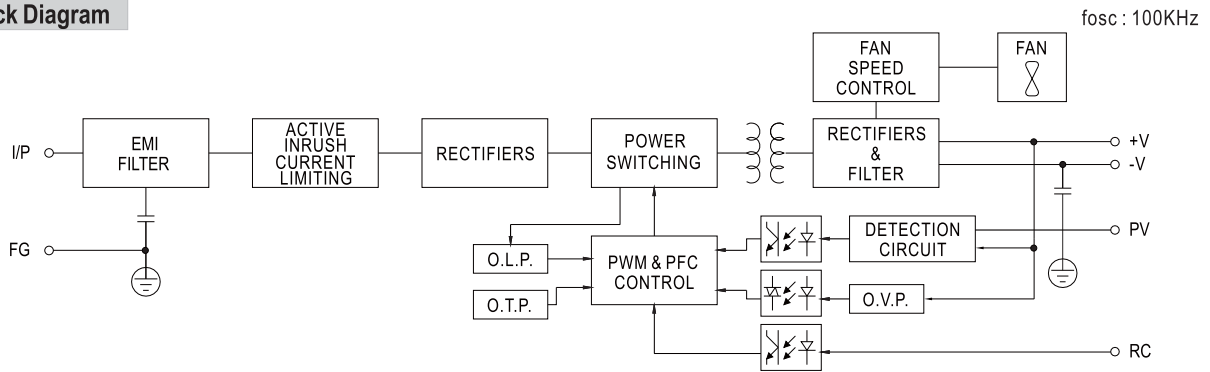 ck Diagram
fosc : 100KHz
FAN
SPEED
CONTROL
FAN
I/P
EMI
FILTER
ACTIVE
INRUSH
CURRENT
LIMITING
RECTIFIERS
POWER
SWITCHING
RECTIFIERS
&
FILTER
+V
-V
FG
O.L.P.
O.T.P.
PWM & PFC
CONTROL
DETECTION
CIRCUIT
PV
O.V.P.
RC